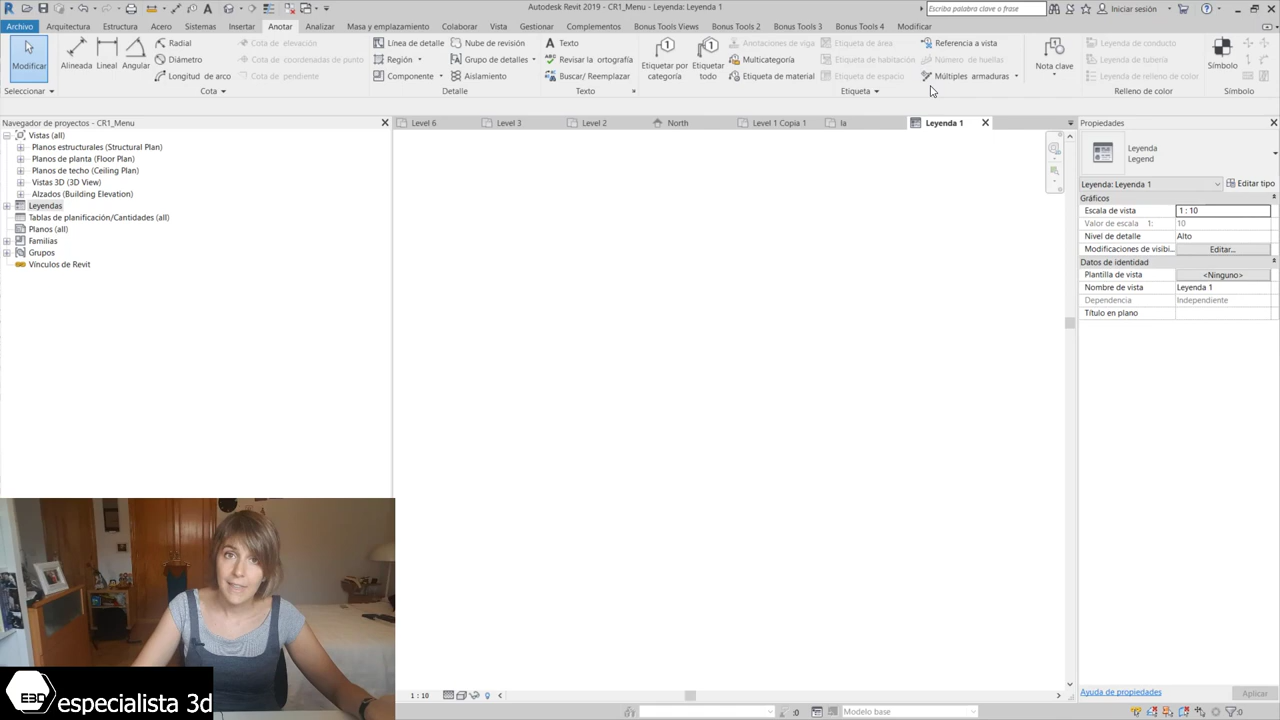 Autodesk Revit 2019 - CR1_Menu - Leyenda: Leyenda 1
Escriba palabra clave o frase
Iniciar sesión
Archivo Arquitectura Estructura Acero Sistemas Insertar Anotar Analizar Masa y emplazamiento Colaborar Vista Gestionar Complementos Bonus Tools Views Bonus Tools 2 Bonus Tools 3 Bonus Tools 4 Modificar
Modificar
Seleccionar
Alineada Lineal Angular
Radial
Diámetro
Longitud de arco
Cota de elevación
Cota de coordenadas de punto
Cota de pendiente
Cota
Línea de detalle
Región
Componente
Nube de revisión
Grupo de detalles
Aislamiento
Detalle
Texto
Revisar la ortografía
Buscar/ Reemplazar
Texto
Etiquetar por categoría
Etiquetar todo
Anotaciones de viga
Multicategoría
Etiqueta de material
Etiqueta de área
Etiqueta de habitación
Etiqueta de espacio
Referencia a vista
Número de huellas
Múltiples armaduras
Etiqueta
Nota clave
Leyenda de conducto
Leyenda de tubería
Leyenda de relleno de color
Relleno de color
Símbolo
Símbolo
Navegador de proyectos - CR1_Menu
Vistas (all)
Planos estructurales (Structural Plan)
Planos de planta (Floor Plan)
Planos de techo (Ceiling Plan)
Vistas 3D (3D View)
Alzados (Building Elevation)
Leyendas
Tablas de planificación/Cantidades (all)
Planos (all)
Familias
Grupos
Vínculos de Revit
Level 6 Level 3 Level 2 North Level 1 Copia 1 la Leyenda 1
Propiedades
Leyenda
Legend
Leyenda: Leyenda 1 Editar tipo
Gráficos
Escala de vista 1 : 10
Valor de escala 1: 10
Nivel de detalle Alto
Modificaciones de visibi... Editar...
Datos de identidad
Plantilla de vista <Ninguno>
Nombre de vista Leyenda 1
Dependencia Independiente
Título en plano
Ayuda de propiedades Aplicar
1 : 10
:0 Modelo base :0
E3D especialista 3d